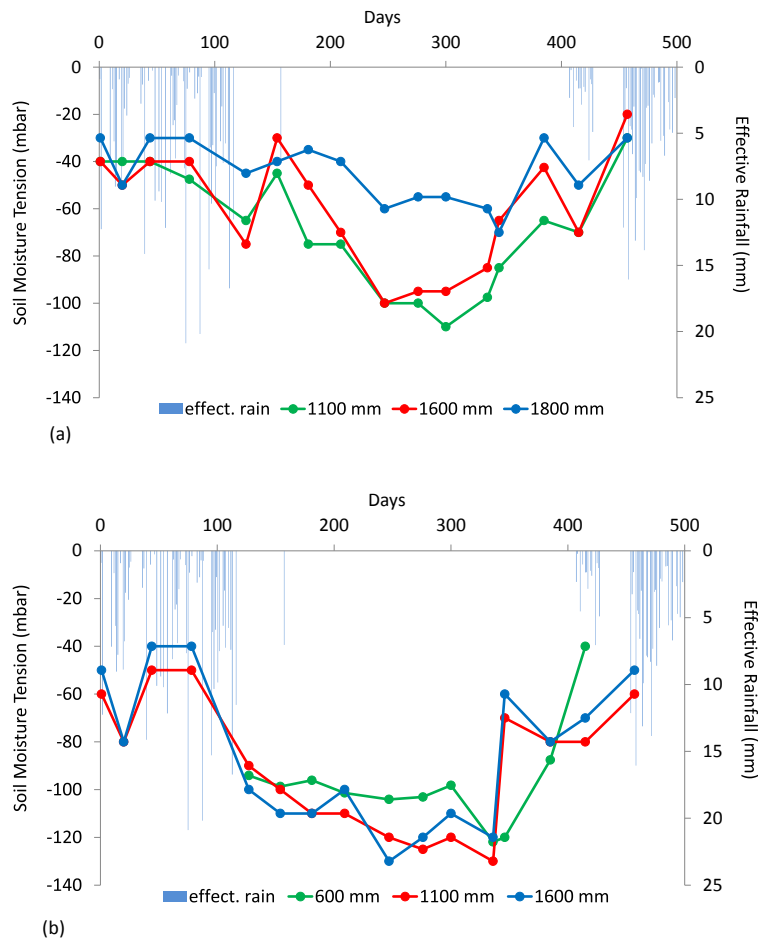 Days
0 100 200 300 400 500
0 0
-20
5
-40
-60 10
-80
15
-100
20
-120
-140 25
Soil Moisture Tension (mbar)
Effective Rainfall (mm)
effect. rain 1100 mm 1600 mm 1800 mm
(a)
Days
0 100 200 300 400 500
0 0
-20
5
-40
-60 10
-80
15
-100
20
-120
-140 25
Soil Moisture Tension (mbar)
Effective Rainfall (mm)
effect. rain 600 mm 1100 mm 1600 mm
(b)